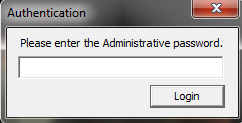 Authentication
Please enter the Administrative password.
Login